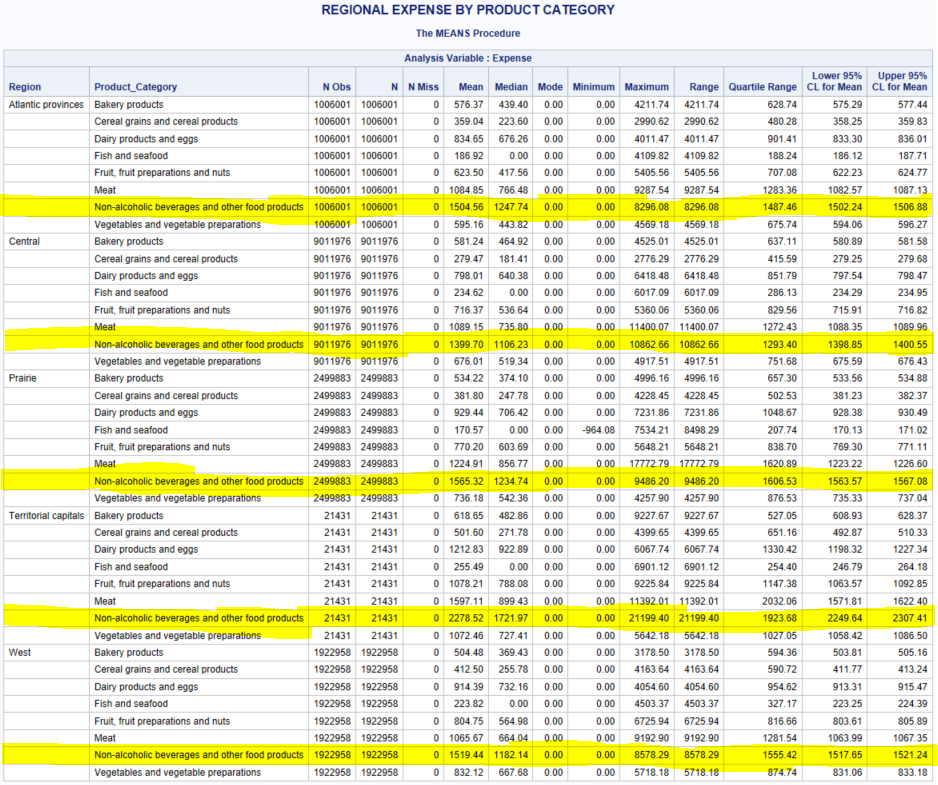 REGIONAL EXPENSE BY PRODUCT CATEGORY
The MEANS Procedure
Analysis Variable : Expense
Region Product_Category N Obs N N Miss Mean Median Mode Minimum Maximum Range Quartile Range Lower 95% CL for Mean Upper 95% CL for Mean
Atlantic provinces Bakery products 1006001 1006001 0 576.37 439.40 0.00 0.00 4211.74 4211.74 628.74 575.29 577.44
Cereal grains and cereal products 1006001 1006001 0 359.04 223.60 0.00 0.00 2990.62 2990.62 480.28 358.25 359.83
Dairy products and eggs 1006001 1006001 0 834.65 676.26 0.00 0.00 4011.47 4011.47 901.41 833.30 836.01
Fish and seafood 1006001 1006001 0 186.92 0.00 0.00 0.00 4109.82 4109.82 188.24 186.12 187.71
Fruit, fruit preparations and nuts 1006001 1006001 0 623.50 417.56 0.00 0.00 5405.56 5405.56 707.08 622.23 624.77
Meat 1006001 1006001 0 1084.85 766.48 0.00 0.00 9287.54 9287.54 1283.36 1082.57 1087.13
Non-alcoholic beverages and other food products 1006001 1006001 0 1504.56 1247.74 0.00 0.00 8296.08 8296.08 1487.46 1502.24 1506.88
Vegetables and vegetable preparations 1006001 1006001 0 595.16 443.82 0.00 0.00 4569.18 4569.18 675.74 594.06 596.27
Central Bakery products 9011976 9011976 0 581.24 464.92 0.00 0.00 4525.01 4525.01 637.11 580.89 581.58
Cereal grains and cereal products 9011976 9011976 0 279.47 181.41 0.00 0.00 2776.29 2776.29 415.59 279.25 279.68
Dairy products and eggs 9011976 9011976 0 798.01 640.38 0.00 0.00 6418.48 6418.48 851.79 797.54 798.47
Fish and seafood 9011976 9011976 0 234.62 0.00 0.00 0.00 6017.09 6017.09 286.13 234.29 234.95
Fruit, fruit preparations and nuts 9011976 9011976 0 716.37 536.64 0.00 0.00 5360.06 5360.06 829.56 715.91 716.82
Meat 9011976 9011976 0 1089.15 735.80 0.00 0.00 11400.07 11400.07 1272.43 1088.35 1089.96
Non-alcoholic beverages and other food products 9011976 9011976 0 1399.70 1106.23 0.00 0.00 10862.66 10862.66 1293.40 1398.85 1400.55
Vegetables and vegetable preparations 9011976 9011976 0 676.01 519.34 0.00 0.00 4917.51 4917.51 751.68 675.59 676.43
Prairie Bakery products 2499883 2499883 0 534.22 374.10 0.00 0.00 4996.16 4996.16 657.30 533.56 534.88
Cereal grains and cereal products 2499883 2499883 0 381.80 247.78 0.00 0.00 4228.45 4228.45 502.53 381.23 382.37
Dairy products and eggs 2499883 2499883 0 929.44 706.42 0.00 0.00 7231.86 7231.86 1048.67 928.38 930.49
Fish and seafood 2499883 2499883 0 170.57 0.00 0.00 -964.08 7534.21 8498.29 207.74 170.13 171.02
Fruit, fruit preparations and nuts 2499883 2499883 0 770.20 603.69 0.00 0.00 5648.21 5648.21 838.70 769.30 771.11
Meat 2499883 2499883 0 1224.91 856.77 0.00 0.00 17772.79 17772.79 1620.89 1223.22 1226.60
Non-alcoholic beverages and other food products 2499883 2499883 0 1565.32 1234.74 0.00 0.00 9486.20 9486.20 1606.53 1563.57 1567.08
Vegetables and vegetable preparations 2499883 2499883 0 736.18 542.36 0.00 0.00 4257.90 4257.90 876.53 735.33 737.04
Territorial capitals Bakery products 21431 21431 0 618.65 482.86 0.00 0.00 9227.67 9227.67 527.05 608.93 628.37
Cereal grains and cereal products 21431 21431 0 501.60 271.78 0.00 0.00 4399.65 4399.65 651.16 492.87 510.33
Dairy products and eggs 21431 21431 0 1212.83 922.89 0.00 0.00 6067.74 6067.74 1330.42 1198.32 1227.34
Fish and seafood 21431 21431 0 255.49 0.00 0.00 0.00 6901.12 6901.12 254.40 246.79 264.18
Fruit, fruit preparations and nuts 21431 21431 0 1078.21 788.08 0.00 0.00 9225.84 9225.84 1147.38 1063.57 1092.85
Meat 21431 21431 0 1597.11 899.43 0.00 0.00 11392.01 11392.01 2032.06 1571.81 1622.40
Non-alcoholic beverages and other food products 21431 21431 0 2278.52 1721.97 0.00 0.00 21199.40 21199.40 1923.68 2249.64 2307.41
Vegetables and vegetable preparations 21431 21431 0 1072.46 727.41 0.00 0.00 5642.18 5642.18 1027.05 1058.42 1086.50
West Bakery products 1922958 1922958 0 504.48 369.43 0.00 0.00 3178.50 3178.50 594.36 503.81 505.16
Cereal grains and cereal products 1922958 1922958 0 412.50 255.78 0.00 0.00 4163.64 4163.64 590.72 411.77 413.24
Dairy products and eggs 1922958 1922958 0 914.39 732.16 0.00 0.00 4054.60 4054.60 954.62 913.31 915.47
Fish and seafood 1922958 1922958 0 223.82 0.00 0.00 0.00 4503.37 4503.37 327.17 223.25 224.39
Fruit, fruit preparations and nuts 1922958 1922958 0 804.75 564.98 0.00 0.00 6725.94 6725.94 816.66 803.61 805.89
Meat 1922958 1922958 0 1065.67 664.04 0.00 0.00 9192.90 9192.90 1281.54 1063.99 1067.35
Non-alcoholic beverages and other food products 1922958 1922958 0 1519.44 1182.14 0.00 0.00 8578.29 8578.29 1555.42 1517.65 1521.24
Vegetables and vegetable preparations 1922958 1922958 0 832.12 667.68 0.00 0.00 5718.18 5718.18 874.74 831.06 833.18